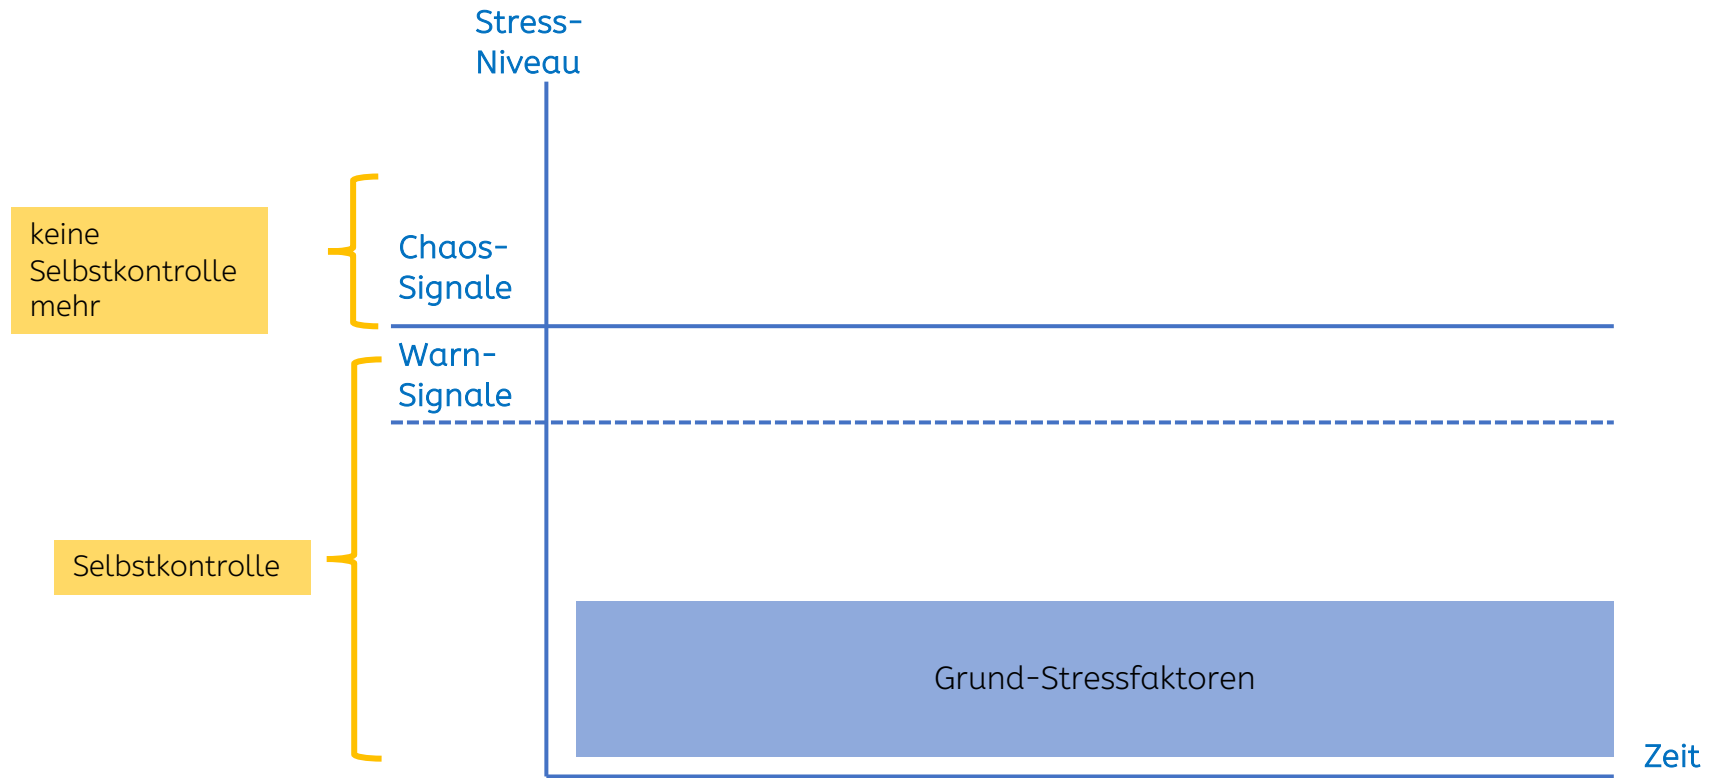 Stress-
Niveau
keine
Selbstkontrolle
mehr
Chaos-
Signale
Warn-
Signale
Selbstkontrolle
Grund-Stressfaktoren
Zeit